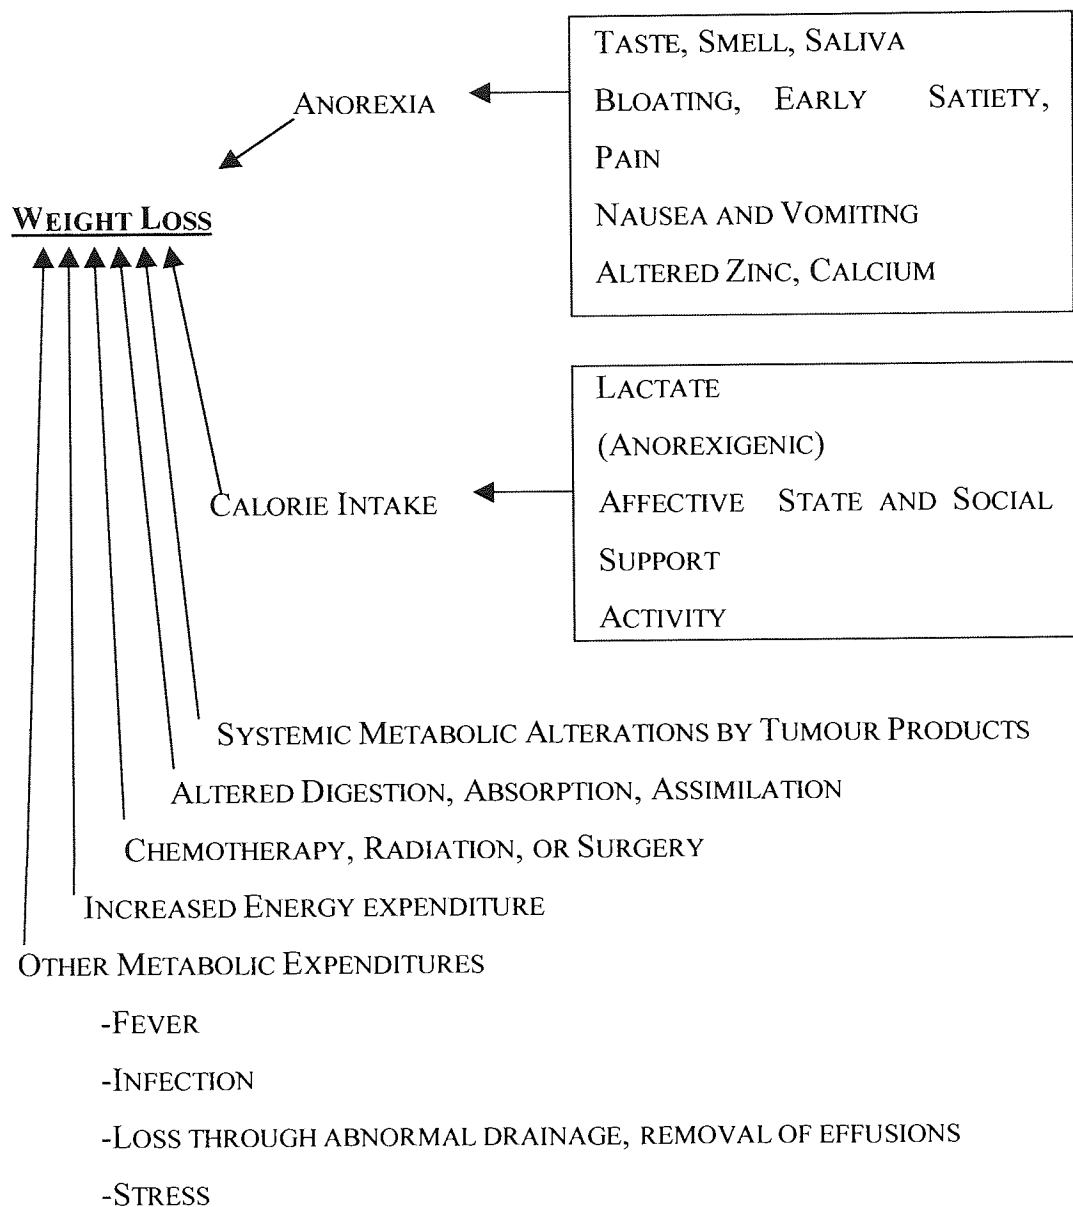 TASTE, SMELL, SALIVA
ANOREXIA
BLOATING, EARLY SATIETY,
PAIN
WEIGHT LOSS
NAUSEA AND VOMITING
ALTERED ZINC, CALCIUM
LACTATE
(ANOREXIGENIC)
CALORIE INTAKE
AFFECTIVE STATE AND SOCIAL
SUPPORT
ACTIVITY
SYSTEMIC METABOLIC ALTERATIONS BY TUMOUR PRODUCTS
ALTERED DIGESTION, ABSORPTION, ASSIMILATION
CHEMOTHERAPY, RADIATION, OR SURGERY
INCREASED ENERGY EXPENDITURE
OTHER METABOLIC EXPENDITURES
-FEVER
-INFECTION
-LOSS THROUGH ABNORMAL DRAINAGE, REMOVAL OF EFFUSIONS
-STRESS